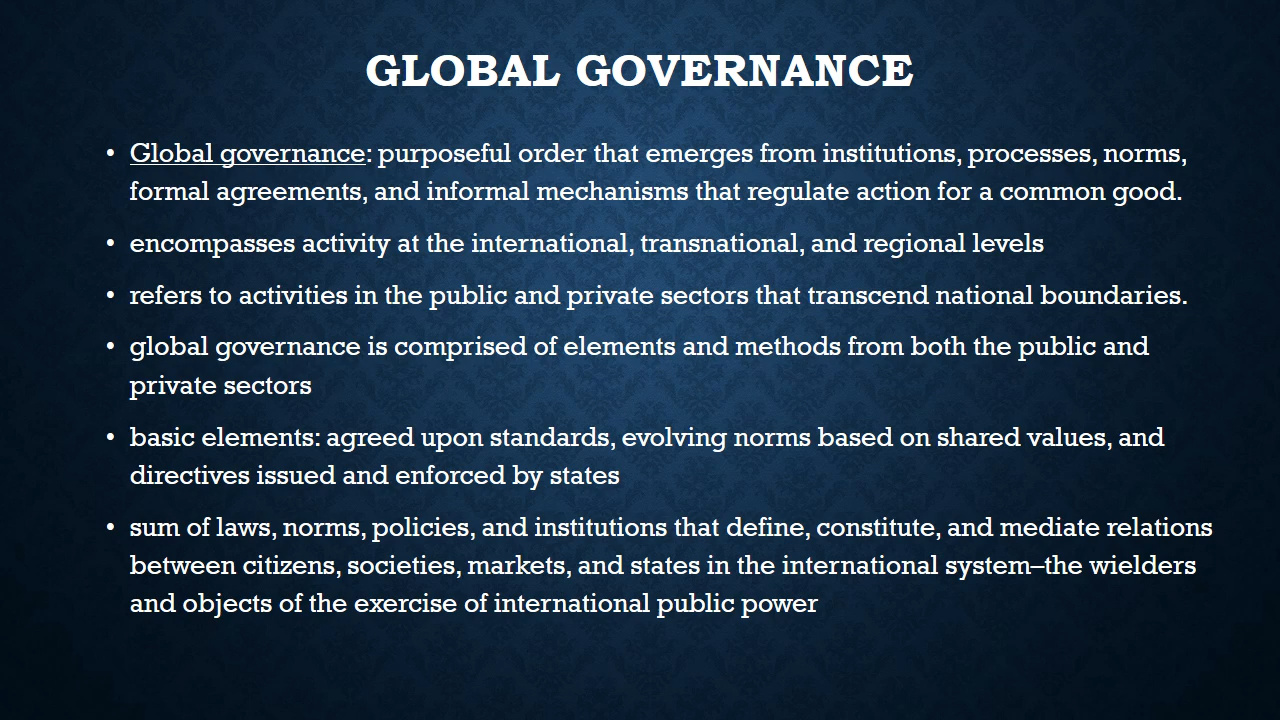 GLOBAL GOVERNANCE
• Global governance: purposeful order that emerges from institutions, processes, norms,
formal agreements, and informal mechanisms that regulate action for a common good.
• encompasses activity at the international, transnational, and regional levels
• refers to activities in the public and private sectors that transcend national boundaries.
• global governance is comprised of elements and methods from both the public and
private sectors
• basic elements: agreed upon standards, evolving norms based on shared values, and
directives issued and enforced by states
• sum of laws, norms, policies, and institutions that define, constitute, and mediate relations
between citizens, societies, markets, and states in the international system–the wielders
and objects of the exercise of international public power